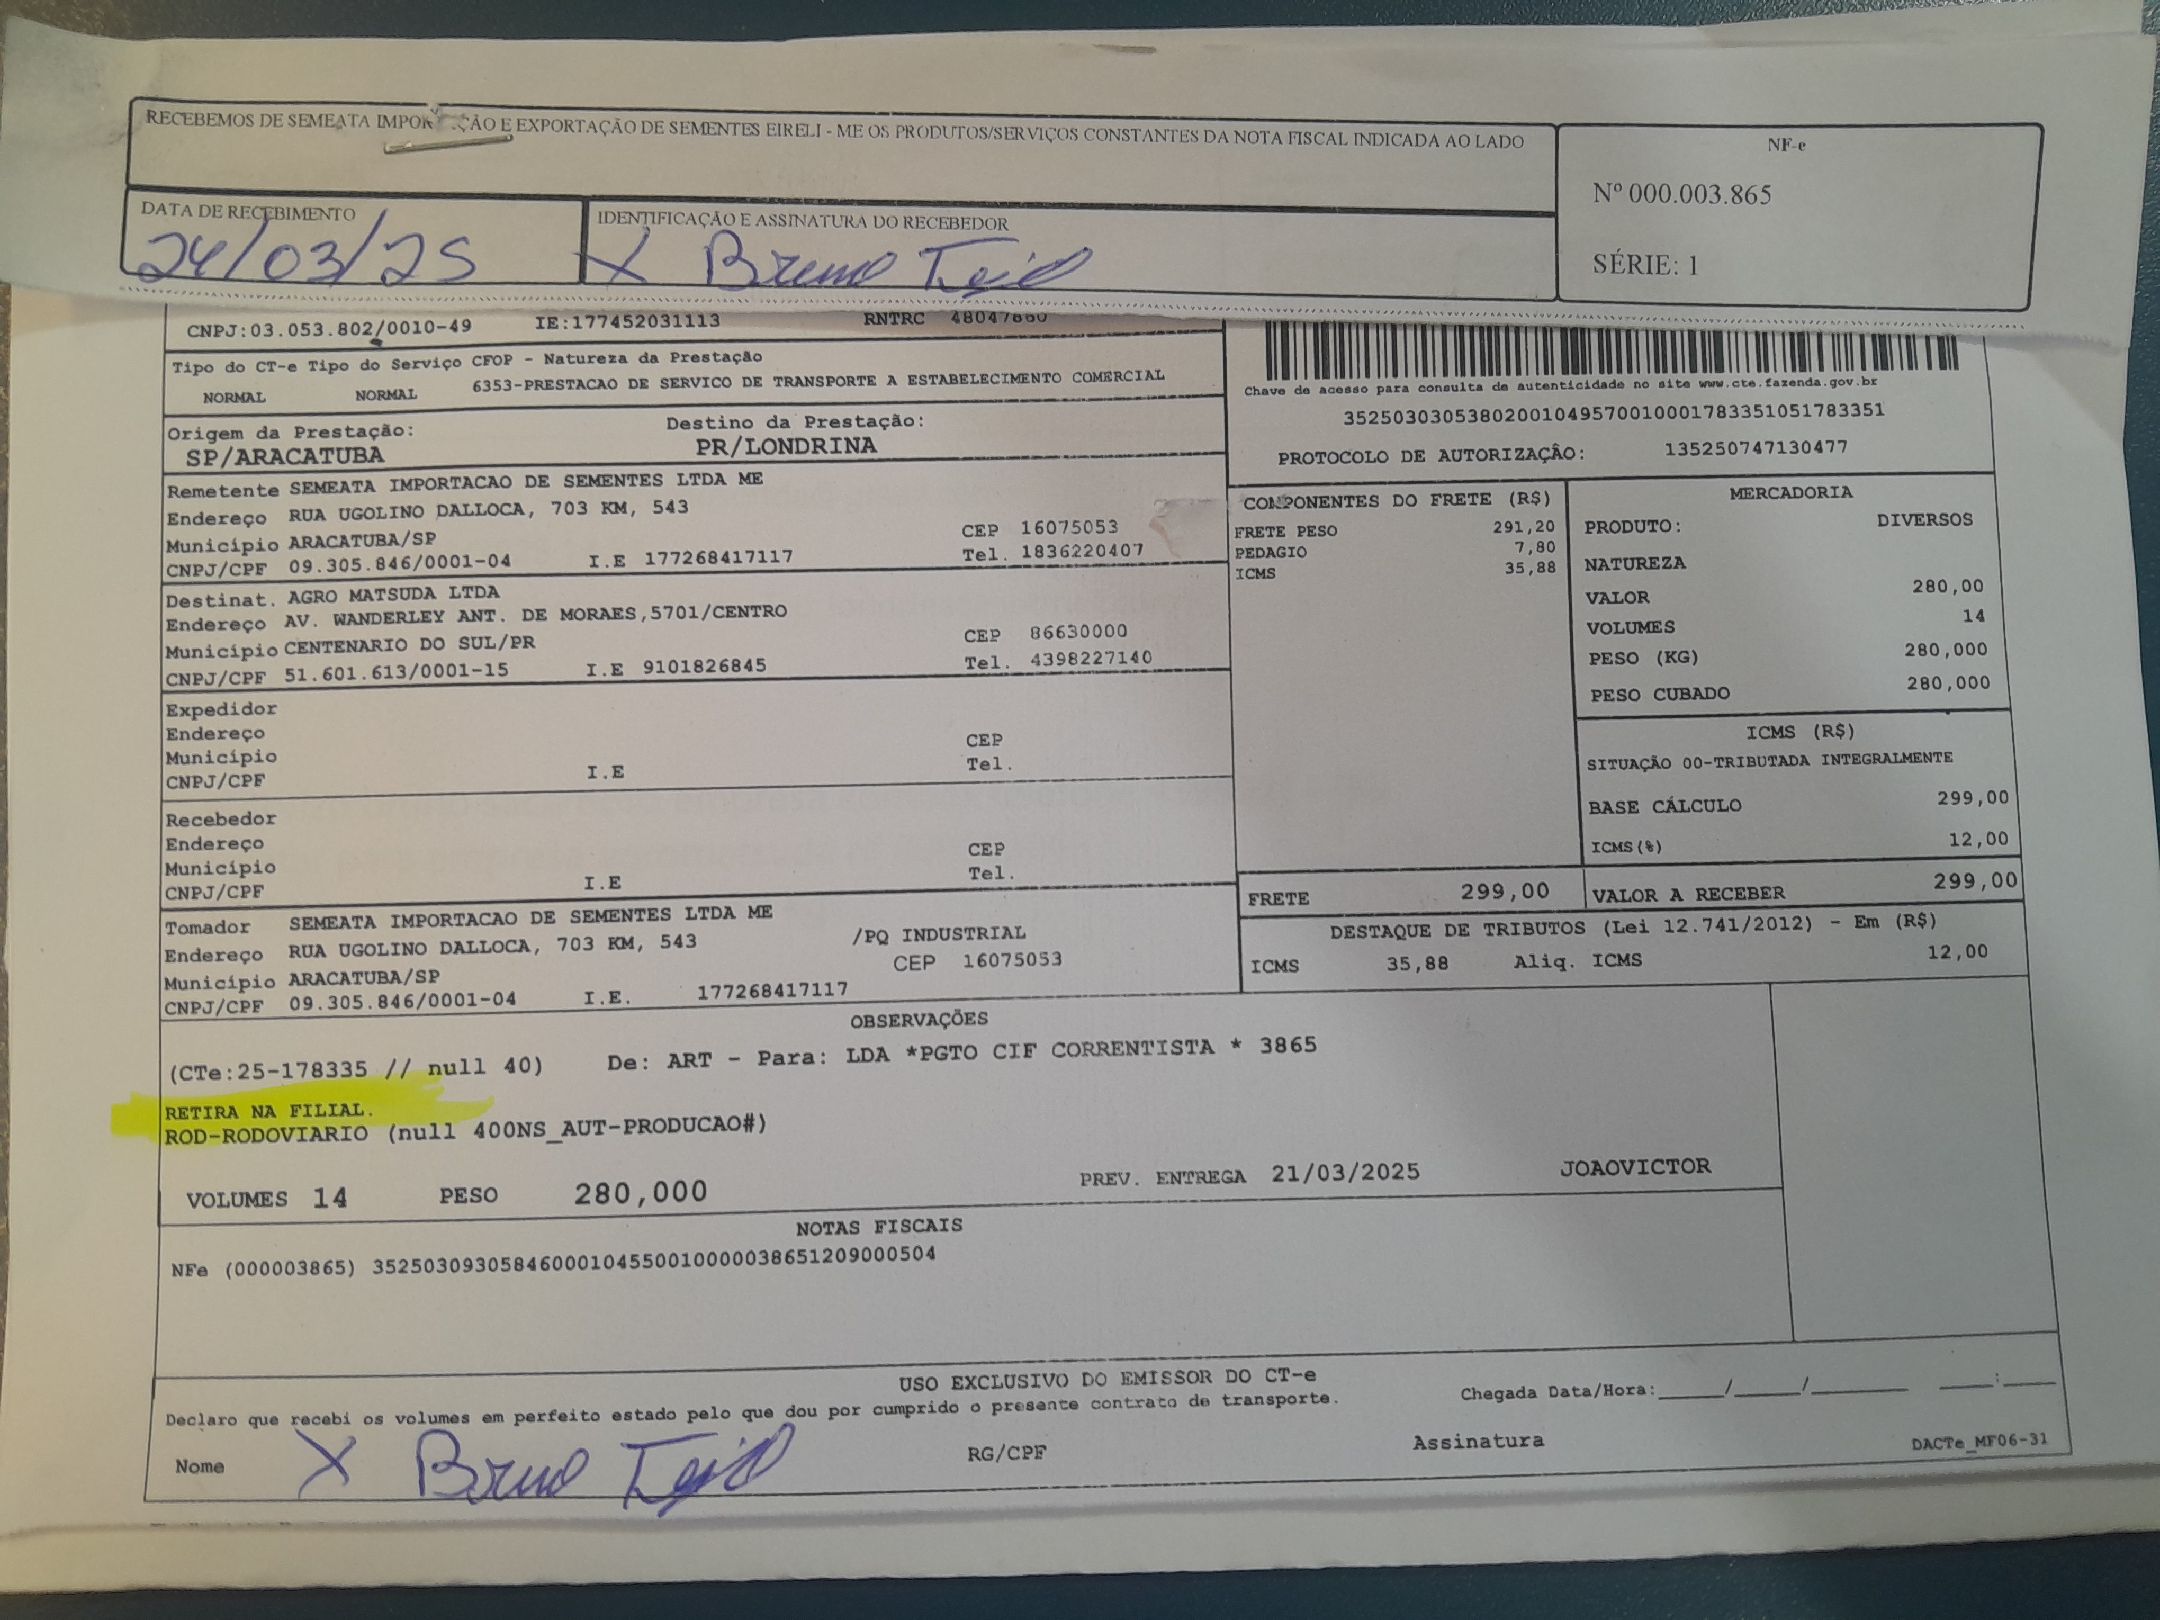 RECEBEMOS DE SEMEATA IMPORTAÇÃO E EXPORTAÇÃO DE SEMENTES EIRELI - ME OS PRODUTOS/SERVIÇOS CONSTANTES DA NOTA FISCAL INDICADA AO LADO
NF-e
Nº 000.003.865
SÉRIE: 1
DATA DE RECEBIMENTO
24/03/25
IDENTIFICAÇÃO E ASSINATURA DO RECEBEDOR
X Bruno
CNPJ:03.053.802/0010-49 IE:177452031113 RNTRC 48047860
Tipo do CT-e Tipo do Serviço CFOP - Natureza da Prestação
NORMAL NORMAL 6353-PRESTACAO DE SERVICO DE TRANSPORTE A ESTABELECIMENTO COMERCIAL
Chave de acesso para consulta de autenticidade no site www.cte.fazenda.gov.br
35250303053802001049570010001783351051783351
PROTOCOLO DE AUTORIZAÇÃO: 135250747130477
Origem da Prestação: Destino da Prestação:
SP/ARACATUBA PR/LONDRINA
Remetente SEMEATA IMPORTACAO DE SEMENTES LTDA ME
Endereço RUA UGOLINO DALLOCA, 703 KM, 543
Município ARACATUBA/SP CEP 16075053
CNPJ/CPF 09.305.846/0001-04 I.E 177268417117 Tel. 1836220407
Destinat. AGRO MATSUDA LTDA
Endereço AV. WANDERLEY ANT. DE MORAES,5701/CENTRO
Município CENTENARIO DO SUL/PR CEP 86630000
CNPJ/CPF 51.601.613/0001-15 I.E 9101826845 Tel. 4398227140
Expedidor
Endereço
Município CEP
CNPJ/CPF I.E Tel.
Recebedor
Endereço
Município CEP
CNPJ/CPF I.E Tel.
Tomador SEMEATA IMPORTACAO DE SEMENTES LTDA ME
Endereço RUA UGOLINO DALLOCA, 703 KM, 543 /PQ INDUSTRIAL
Município ARACATUBA/SP CEP 16075053
CNPJ/CPF 09.305.846/0001-04 I.E. 177268417117
COMPONENTES DO FRETE (R$)
FRETE PESO 291,20
PEDAGIO 7,80
ICMS 35,88
MERCADORIA
PRODUTO: DIVERSOS
NATUREZA
VALOR 280,00
VOLUMES 14
PESO (KG) 280,000
PESO CUBADO 280,000
ICMS (R$)
SITUAÇÃO 00-TRIBUTADA INTEGRALMENTE
BASE CÁLCULO 299,00
ICMS(%) 12,00
FRETE 299,00 VALOR A RECEBER 299,00
DESTAQUE DE TRIBUTOS (Lei 12.741/2012) - Em (R$)
ICMS 35,88 Aliq. ICMS 12,00
OBSERVAÇÕES
(CTe:25-178335 // null 40) De: ART - Para: LDA *PGTO CIF CORRENTISTA * 3865
RETIRA NA FILIAL.
ROD-RODOVIARIO (null 400NS_AUT-PRODUCAO#)
VOLUMES 14 PESO 280,000 PREV. ENTREGA 21/03/2025 JOAOVICTOR
NOTAS FISCAIS
NFe (000003865) 35250309305846000104550010000038651209000504
USO EXCLUSIVO DO EMISSOR DO CT-e
Declaro que recebi os volumes em perfeito estado pelo que dou por cumprido o presente contrato de transporte. Chegada Data/Hora:_____/_____/_______ ____:____
Nome X Bruno RG/CPF Assinatura
DACTe_MF06-31